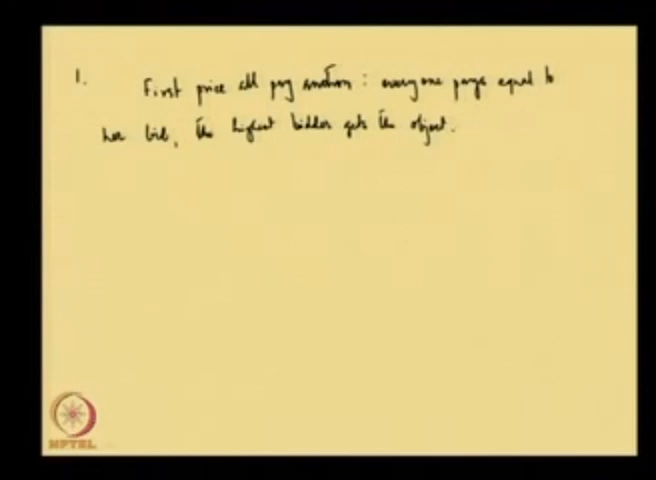 1. First price all pay auction : everyone pays equal to
her bid, the highest bidder gets the object.
NPTEL